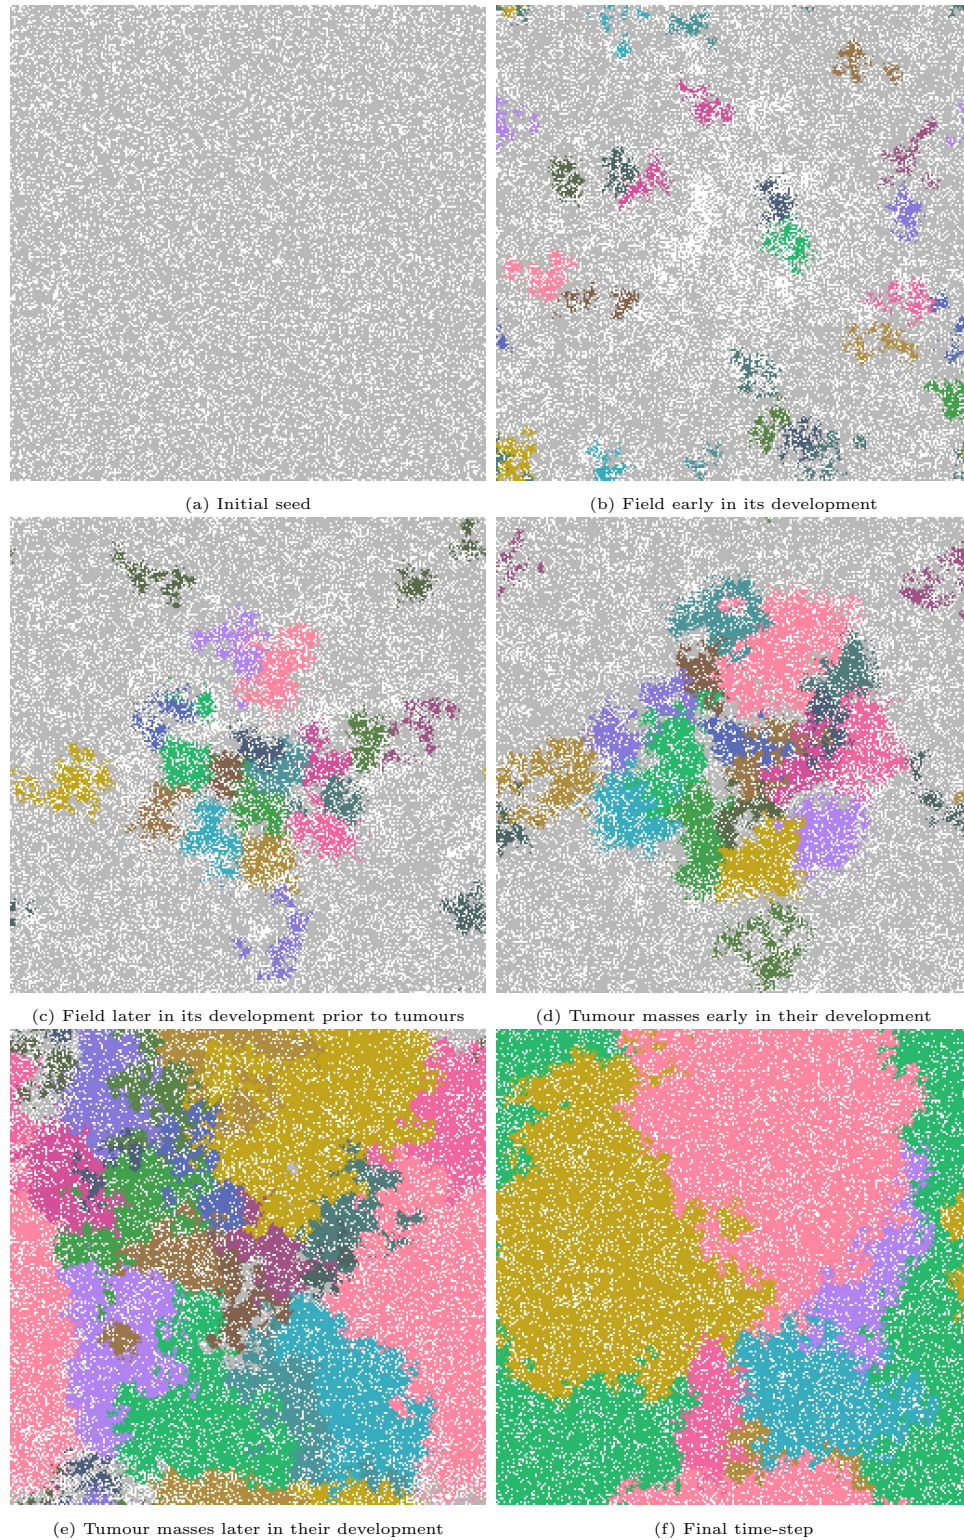 (a) Initial seed
(b) Field early in its development
(c) Field later in its development prior to tumours
(d) Tumour masses early in their development
(e) Tumour masses later in their development
(f) Final time-step